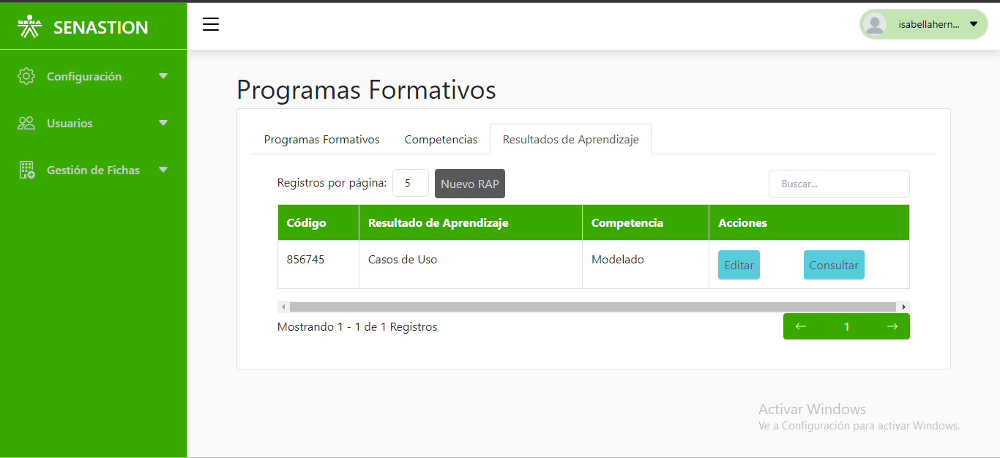 SENA
SENASTION
isabellahern...
Configuración
Usuarios
Gestión de Fichas
Programas Formativos
Programas Formativos Competencias Resultados de Aprendizaje
Registros por página: 5 Nuevo RAP Buscar...
Código Resultado de Aprendizaje Competencia Acciones
856745 Casos de Uso Modelado Editar Consultar
Mostrando 1 - 1 de 1 Registros ← 1 →
Activar Windows
Ve a Configuración para activar Windows.